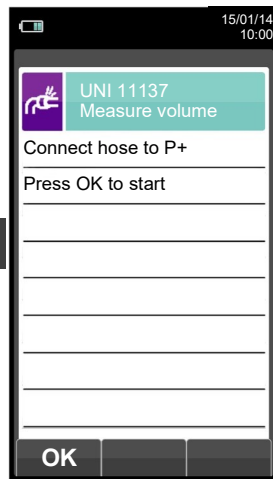 15/01/14
10:00
UNI 11137
Measure volume
Connect hose to P+
Press OK to start
OK